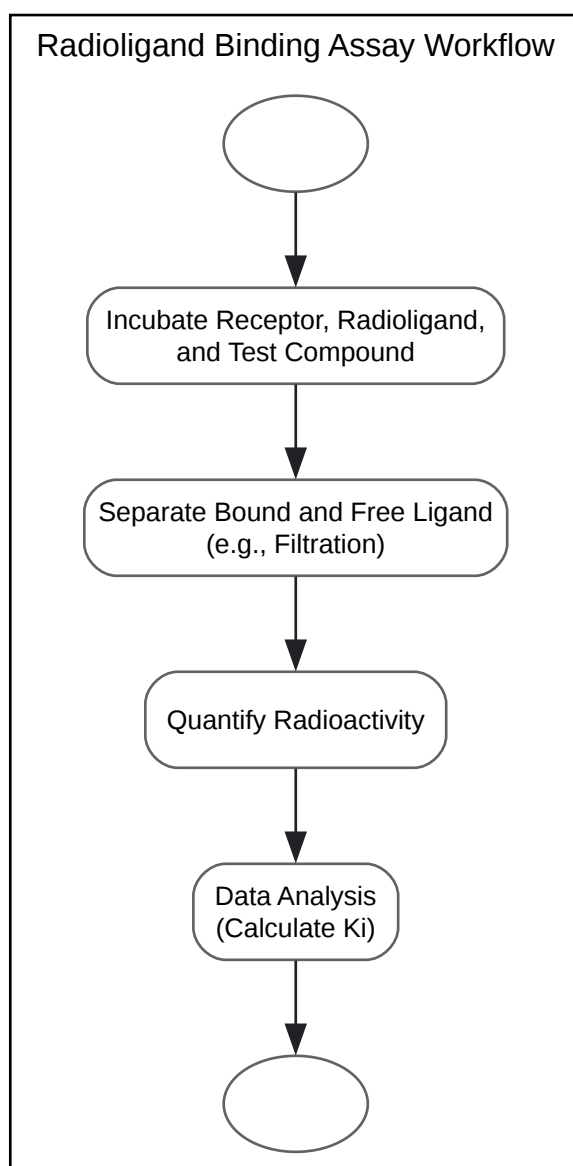 Radioligand Binding Assay Workflow
Incubate Receptor, Radioligand,
and Test Compound
Separate Bound and Free Ligand
(e.g., Filtration)
Quantify Radioactivity
Data Analysis
(Calculate Ki)